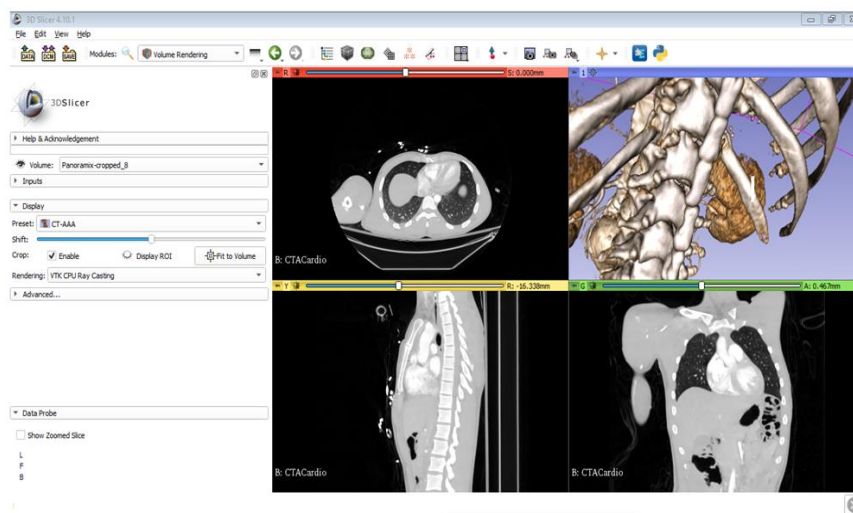 3D Slicer 4.10.1
File Edit View Help
DATA DCM SAVE Modules: Volume Rendering
3DSlicer
Help & Acknowledgement
Volume: Panoramix-cropped_8
Inputs
Display
Preset: CT-AAA
Shift:
Crop: Enable Display ROI Fit to Volume
Rendering: VTK CPU Ray Casting
Advanced...
Data Probe
Show Zoomed Slice
L
F
B
R S: 0.000mm
B: CTACardio
1
Y R: -16.338mm
B: CTACardio
G A: 0.467mm
B: CTACardio